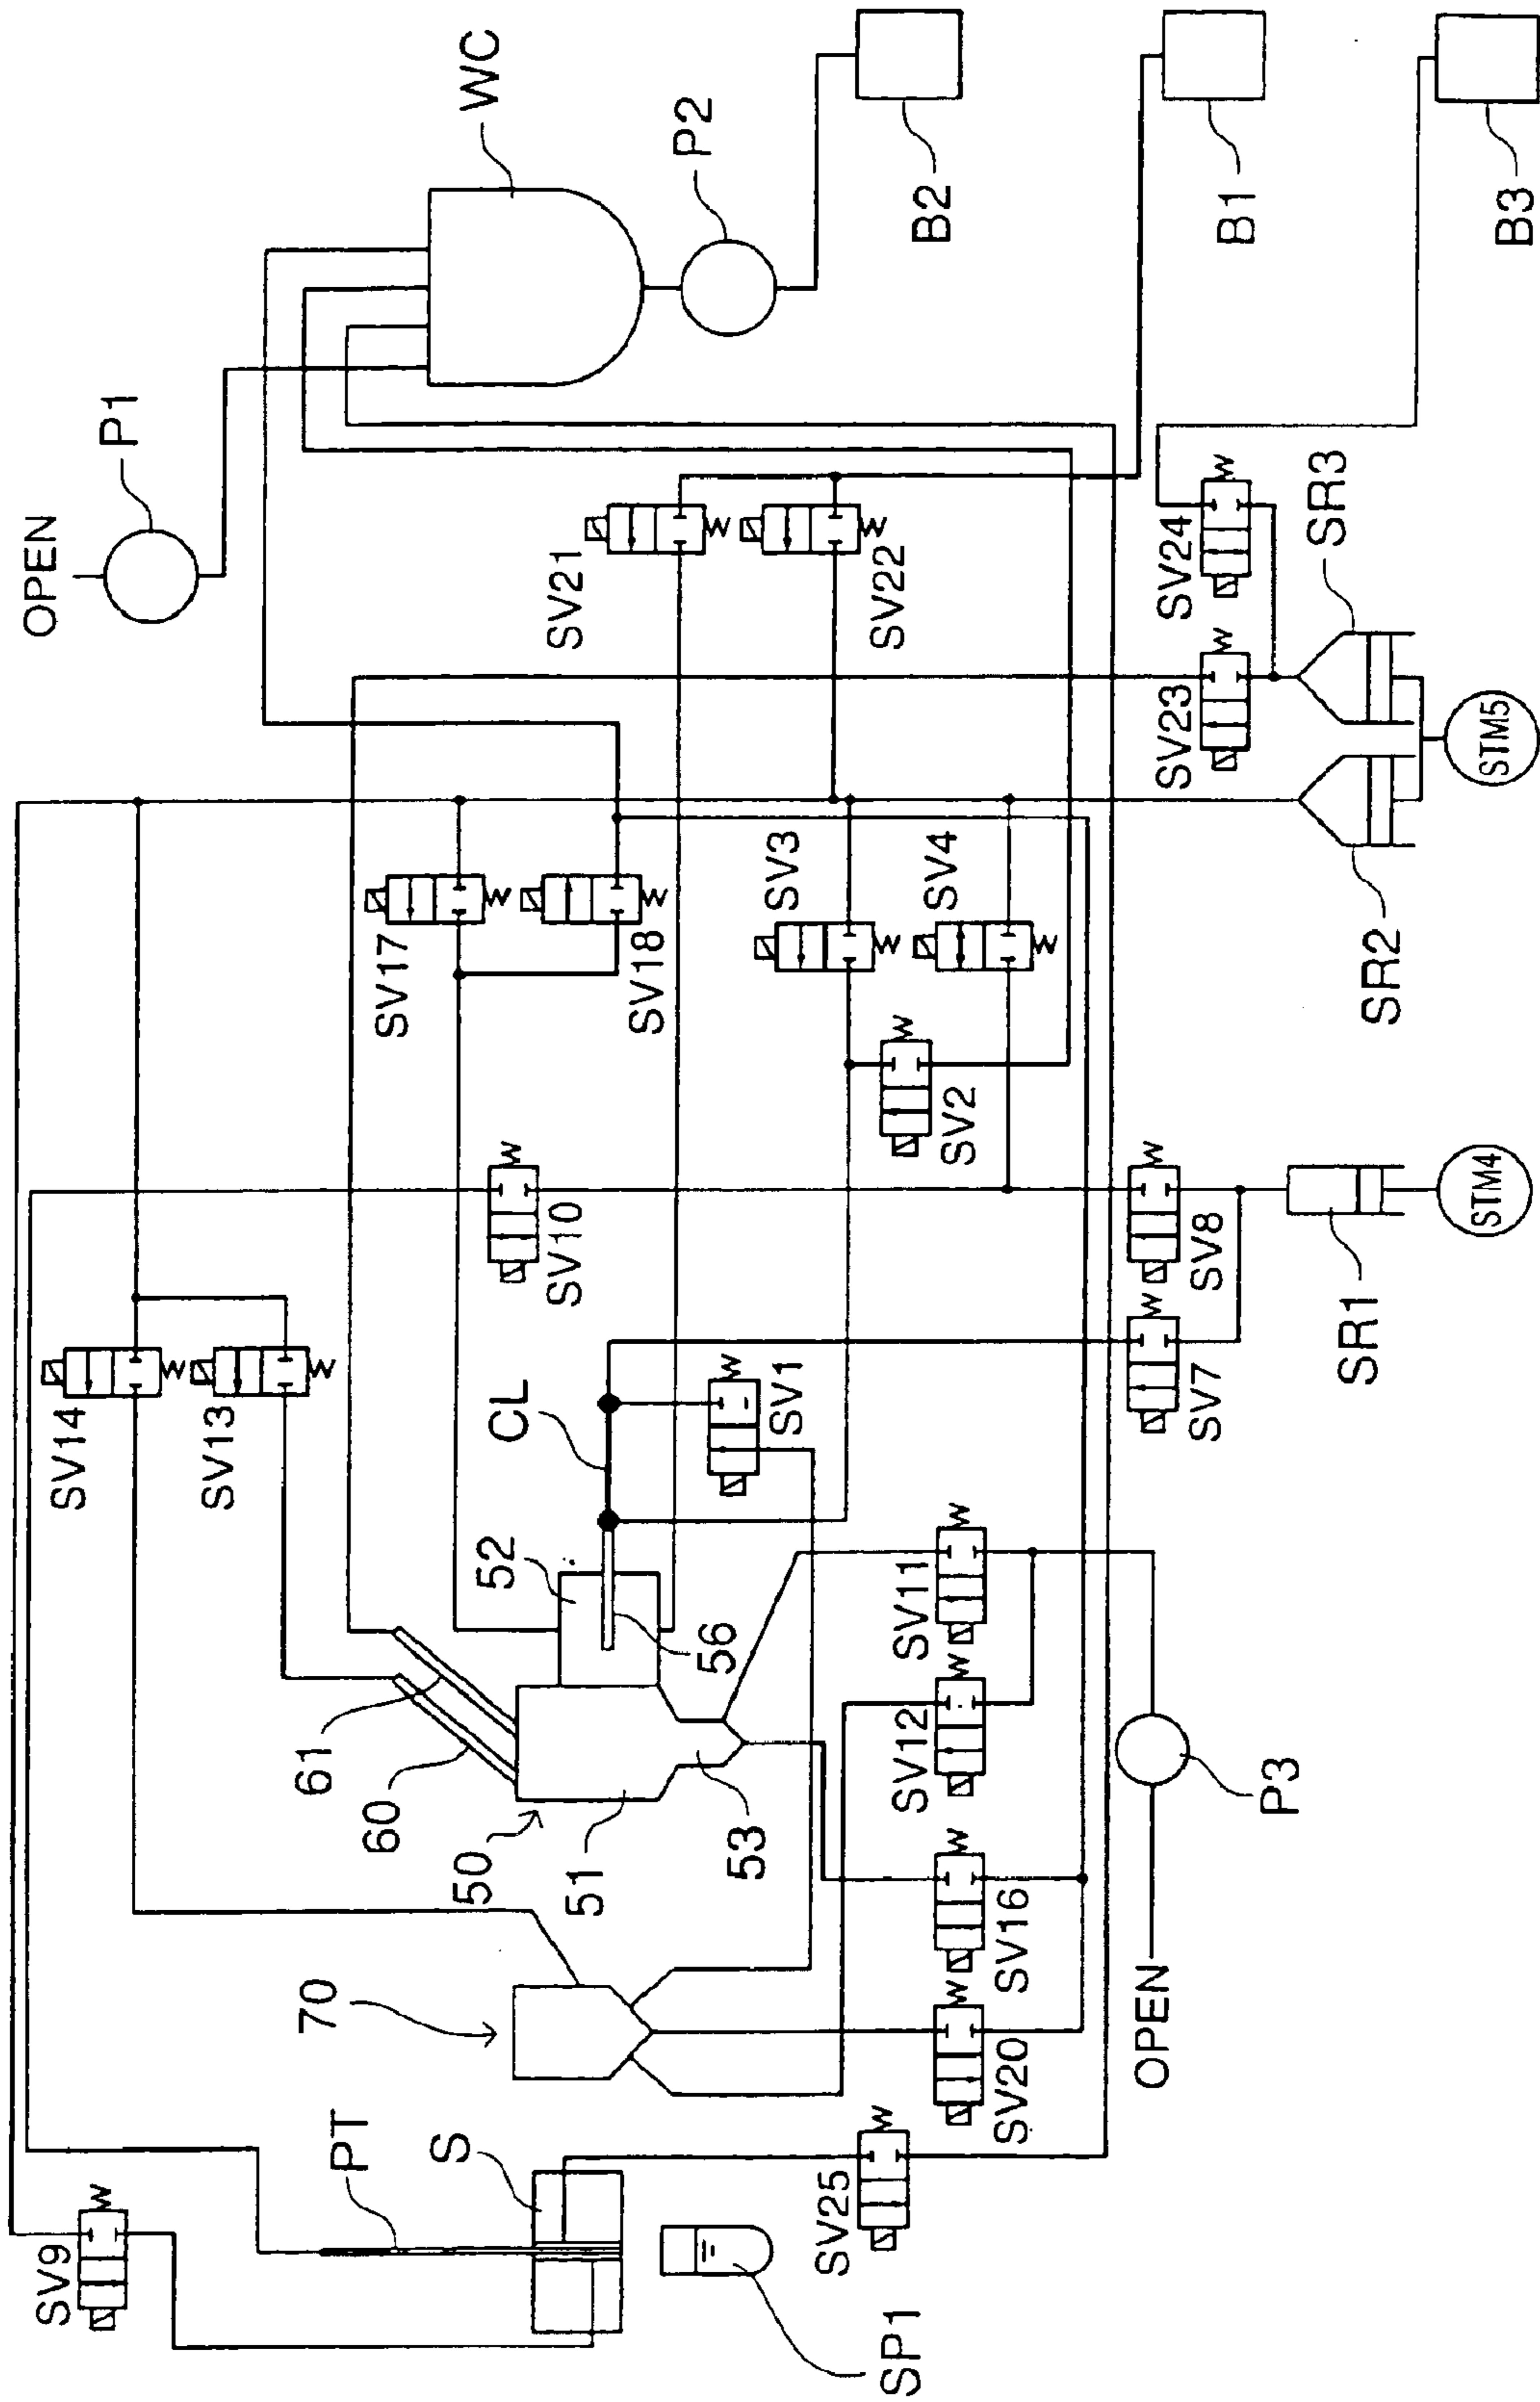 OPEN
P1
WC
P2
B2
B1
B3
SV21
SV22
SV24
SR3
SV23
STM5
SR2
SV17
SV18
SV3
SV4
SV2
SV10
SV8
SV7
SR1
STM4
SV14
SV13
CL
SV1
52
56
61
60
50
51
53
SV11
SV12
SV16
SV20
P3
OPEN
70
PT
S
SV9
SV25
SP1